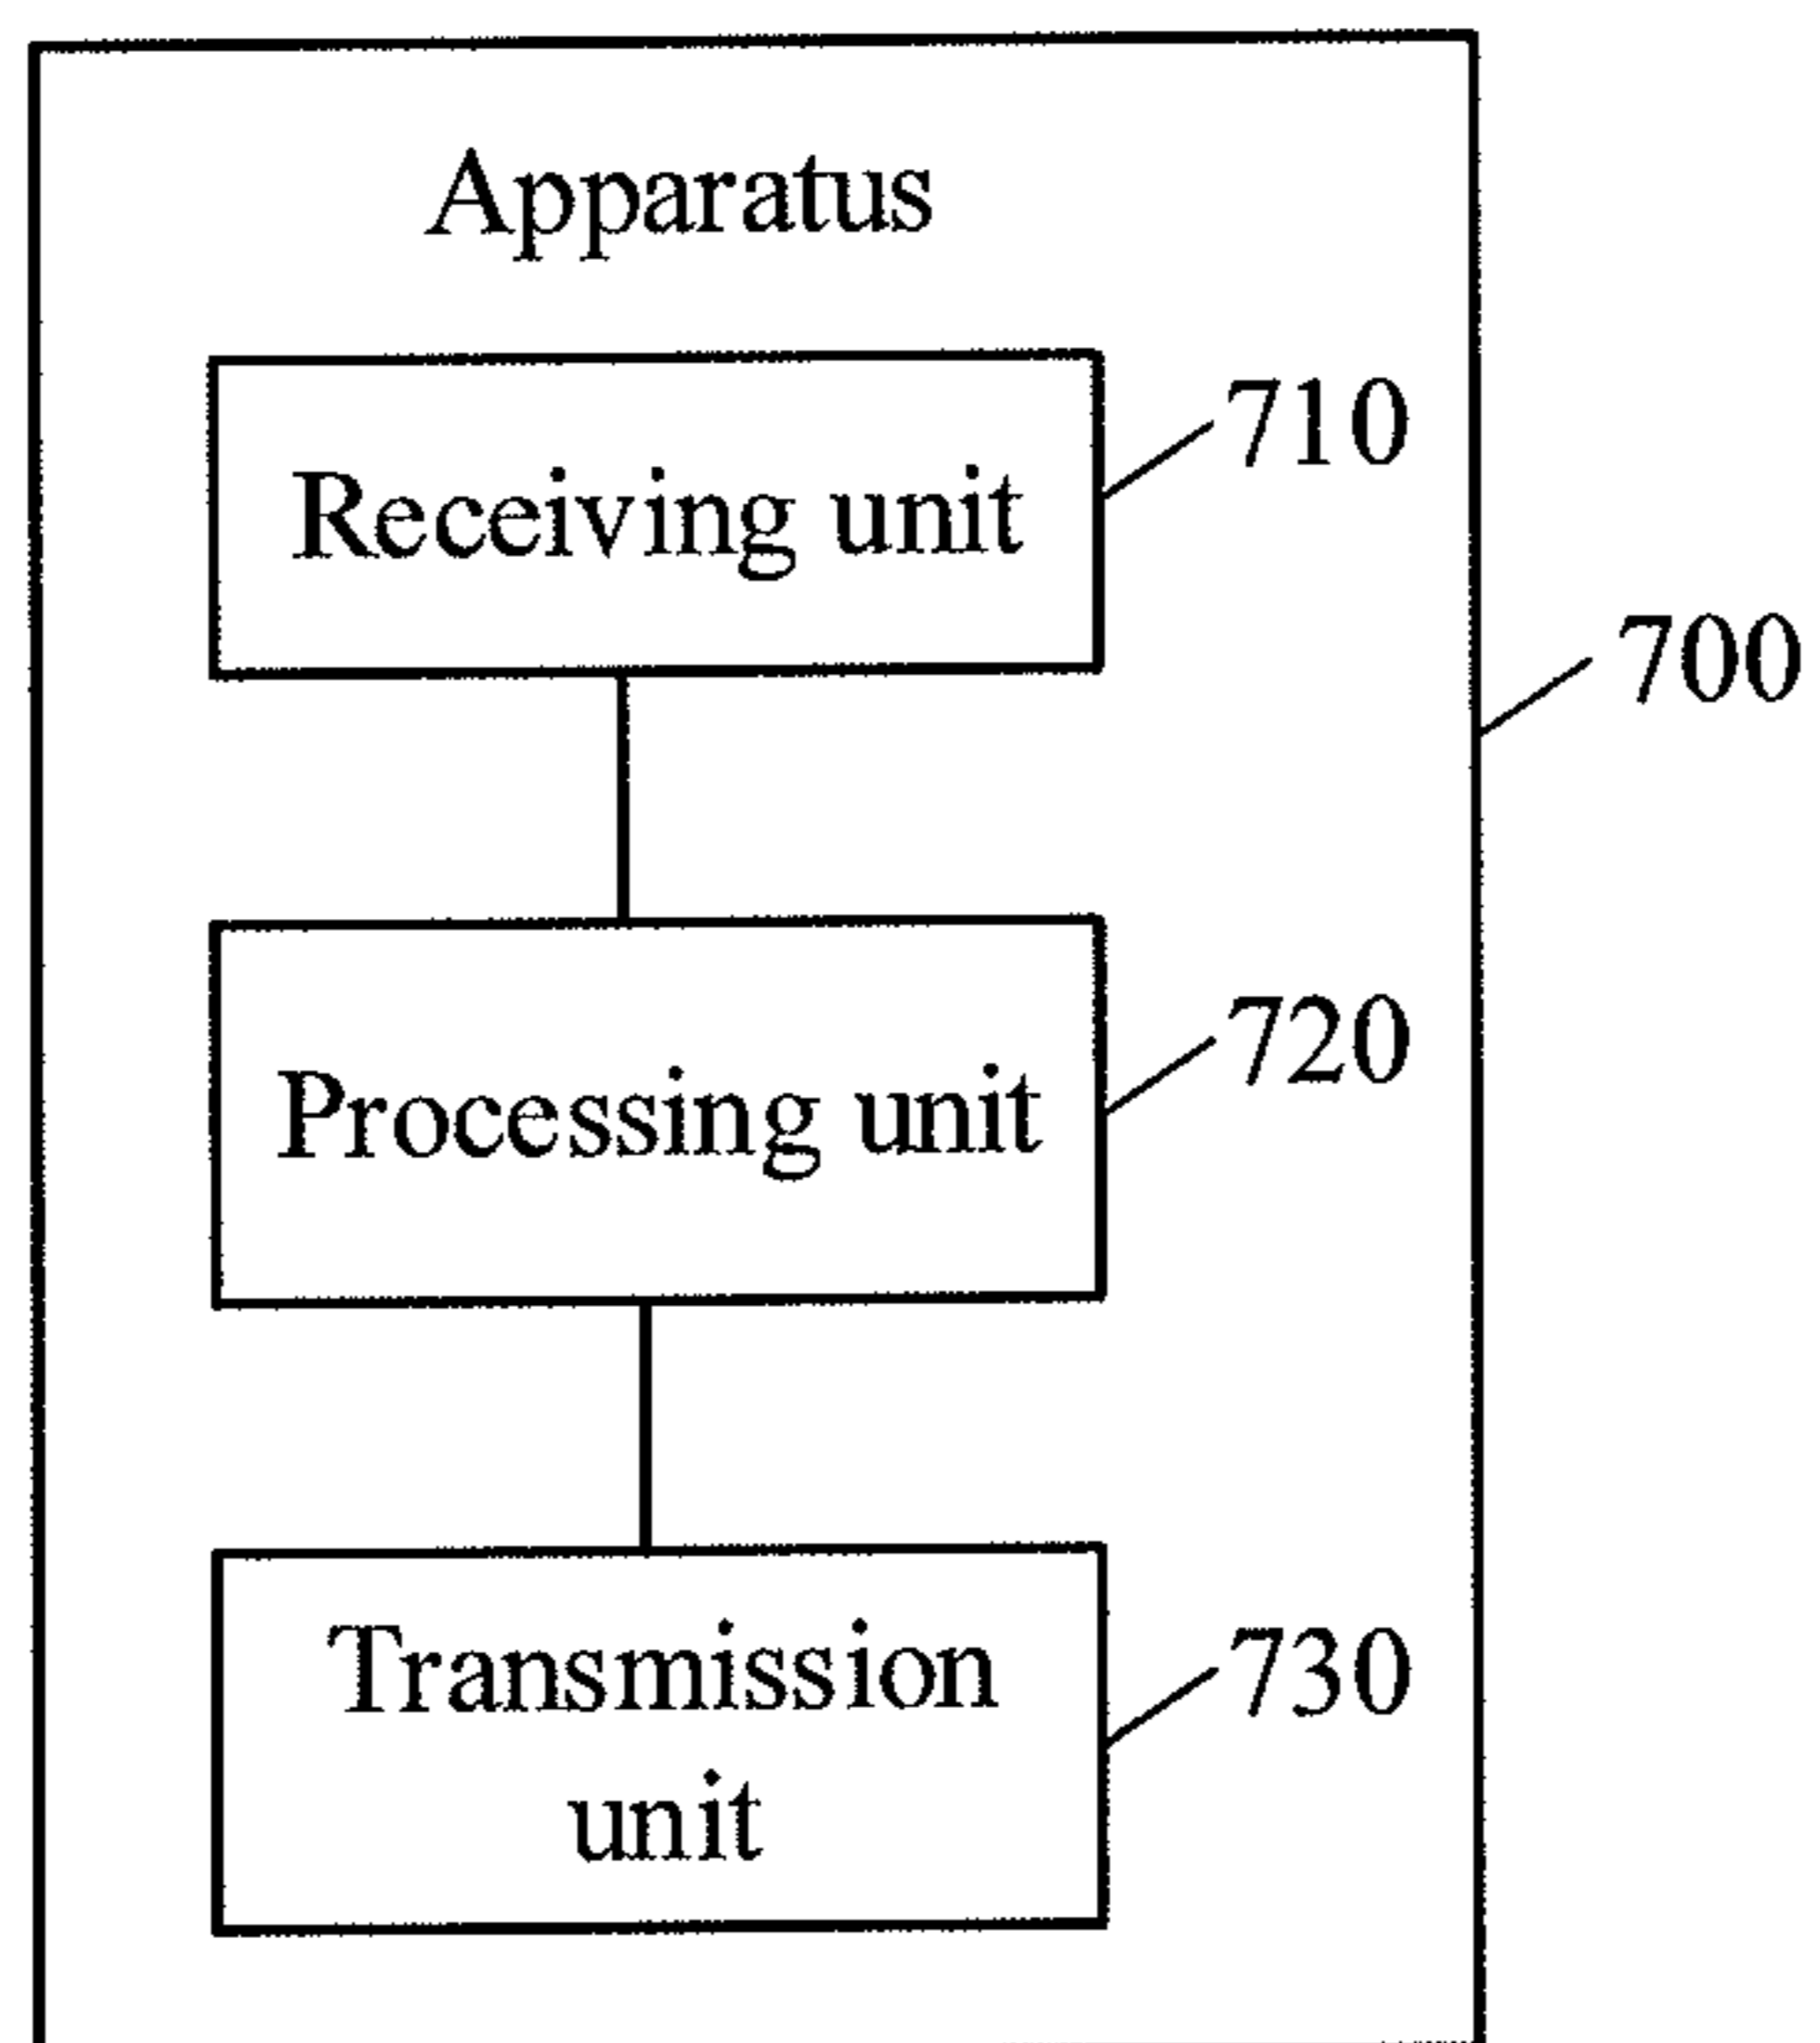 Apparatus
710
Receiving unit
700
720
Processing unit
730
Transmission
unit